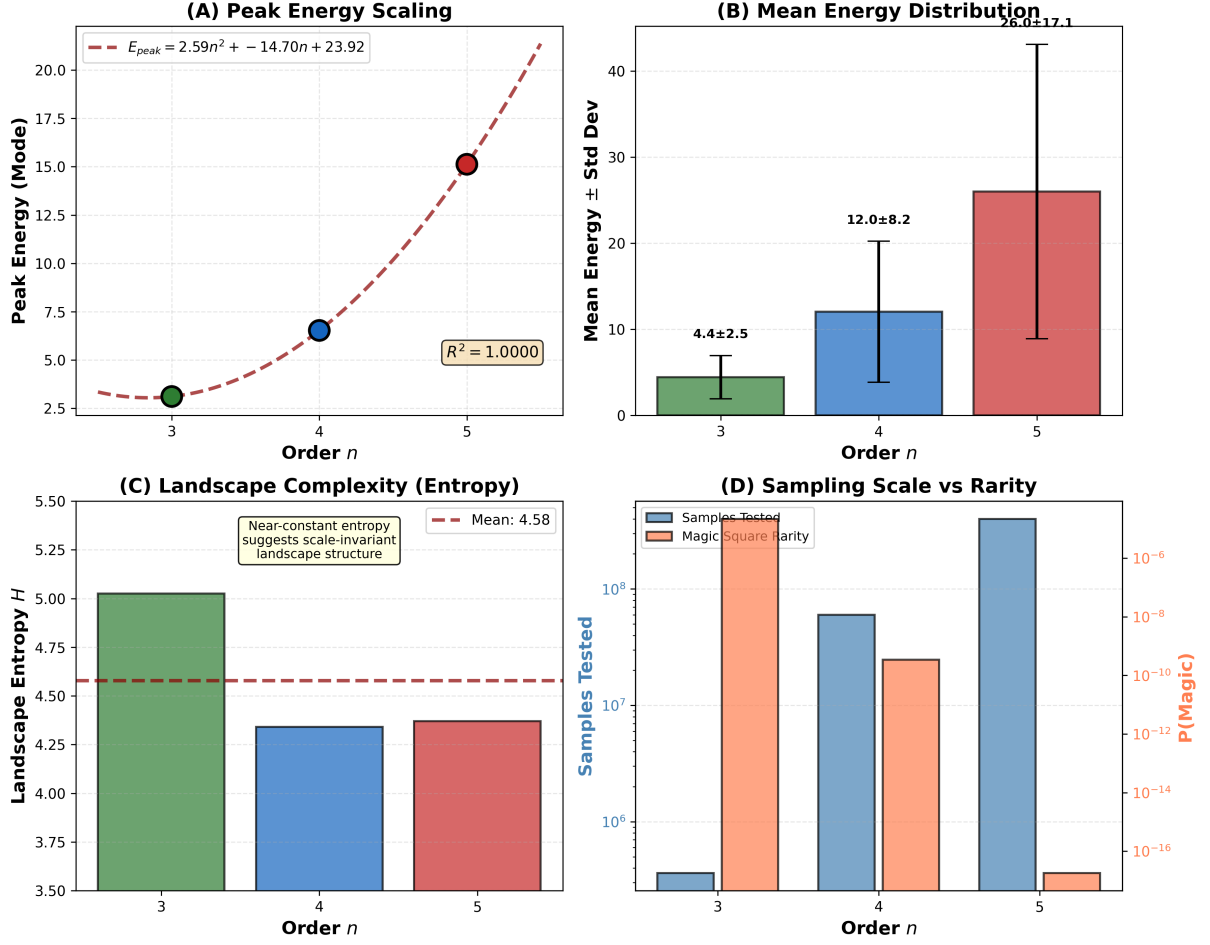 (A) Peak Energy Scaling
E_{peak} = 2.59n² + −14.70n + 23.92
R² = 1.0000
20.0
17.5
15.0
12.5
10.0
7.5
5.0
2.5
Peak Energy (Mode)
3 4 5
Order n
(B) Mean Energy Distribution
26.0±17.1
12.0±8.2
4.4±2.5
40
30
20
10
0
Mean Energy ± Std Dev
3 4 5
Order n
(C) Landscape Complexity (Entropy)
Near-constant entropy
suggests scale-invariant
landscape structure
Mean: 4.58
5.50
5.25
5.00
4.75
4.50
4.25
4.00
3.75
3.50
Landscape Entropy H
3 4 5
Order n
(D) Sampling Scale vs Rarity
Samples Tested
Magic Square Rarity
10⁸
10⁷
10⁶
Samples Tested
10⁻⁶
10⁻⁸
10⁻¹⁰
10⁻¹²
10⁻¹⁴
10⁻¹⁶
P(Magic)
3 4 5
Order n